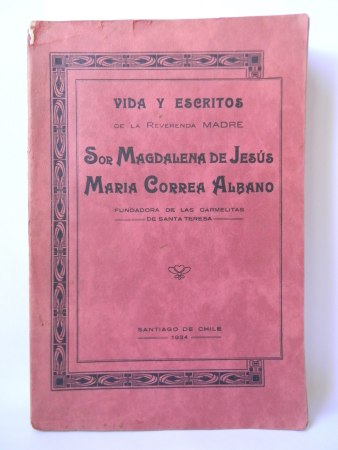 VIDA Y ESCRITOS
DE LA REVERENDA MADRE
SOR MAGDALENA DE JESÚS
MARIA CORREA ALBANO
FUNDADORA DE LAS CARMELITAS
DE SANTA TERESA
SANTIAGO DE CHILE
1924